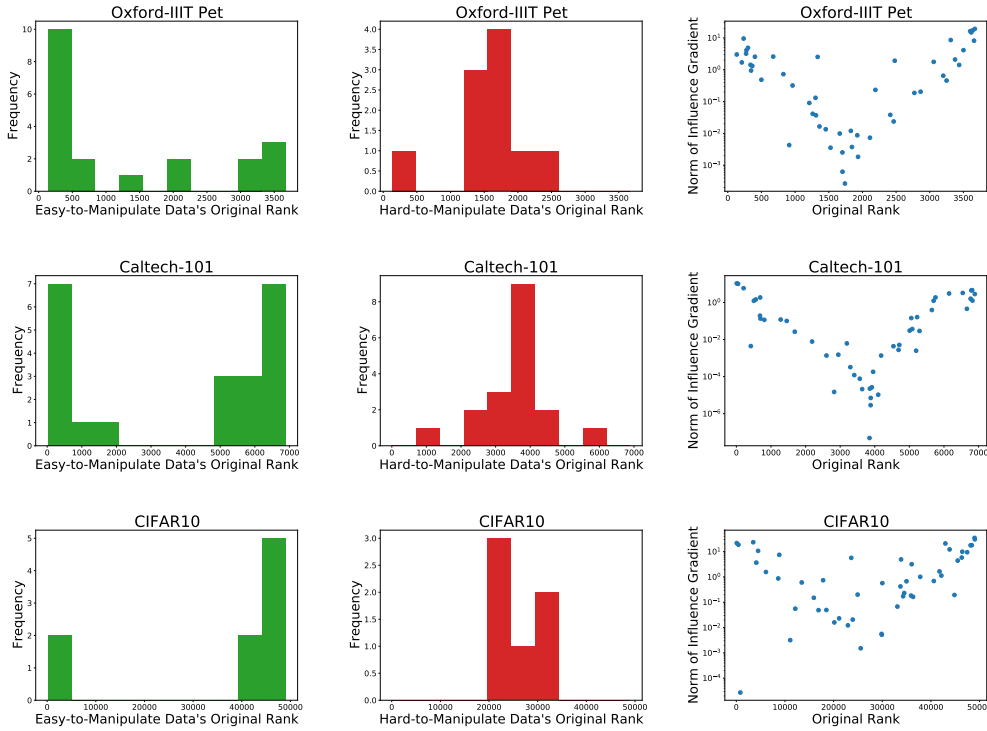 Oxford-IIIT Pet
Frequency
10
8
6
4
2
0
0 500 1000 1500 2000 2500 3000 3500
Easy-to-Manipulate Data's Original Rank
Oxford-IIIT Pet
Frequency
4.0
3.5
3.0
2.5
2.0
1.5
1.0
0.5
0.0
0 500 1000 1500 2000 2500 3000 3500
Hard-to-Manipulate Data's Original Rank
Oxford-IIIT Pet
Norm of Influence Gradient
10^1
10^0
10^−1
10^−2
10^−3
0 500 1000 1500 2000 2500 3000 3500
Original Rank
Caltech-101
Frequency
7
6
5
4
3
2
1
0
0 1000 2000 3000 4000 5000 6000 7000
Easy-to-Manipulate Data's Original Rank
Caltech-101
Frequency
8
6
4
2
0
0 1000 2000 3000 4000 5000 6000 7000
Hard-to-Manipulate Data's Original Rank
Caltech-101
Norm of Influence Gradient
10^0
10^−2
10^−4
10^−6
0 1000 2000 3000 4000 5000 6000 7000
Original Rank
CIFAR10
Frequency
5
4
3
2
1
0
0 10000 20000 30000 40000 50000
Easy-to-Manipulate Data's Original Rank
CIFAR10
Frequency
3.0
2.5
2.0
1.5
1.0
0.5
0.0
0 10000 20000 30000 40000 50000
Hard-to-Manipulate Data's Original Rank
CIFAR10
Norm of Influence Gradient
10^1
10^0
10^−1
10^−2
10^−3
10^−4
0 10000 20000 30000 40000 5000
Original Rank